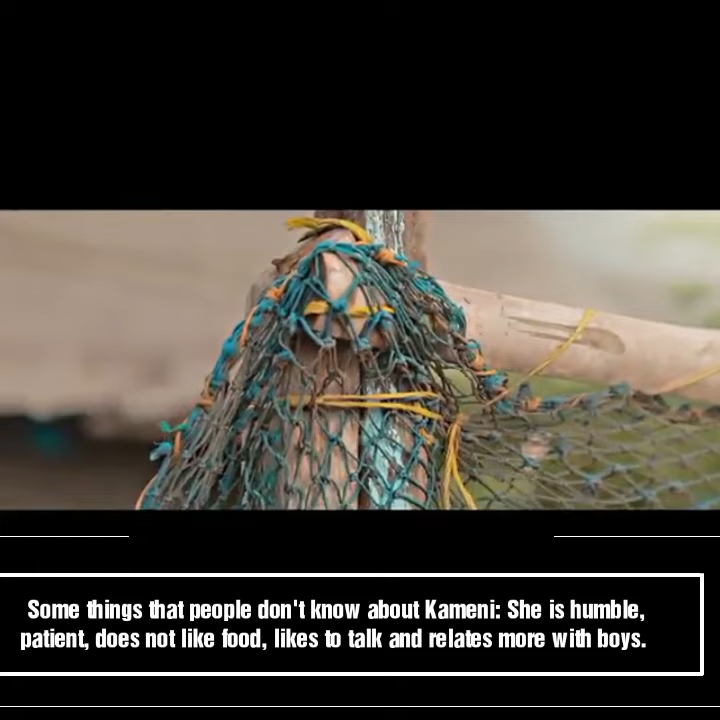 Some things that people don't know about Kameni: She is humble,
patient, does not like food, likes to talk and relates more with boys.